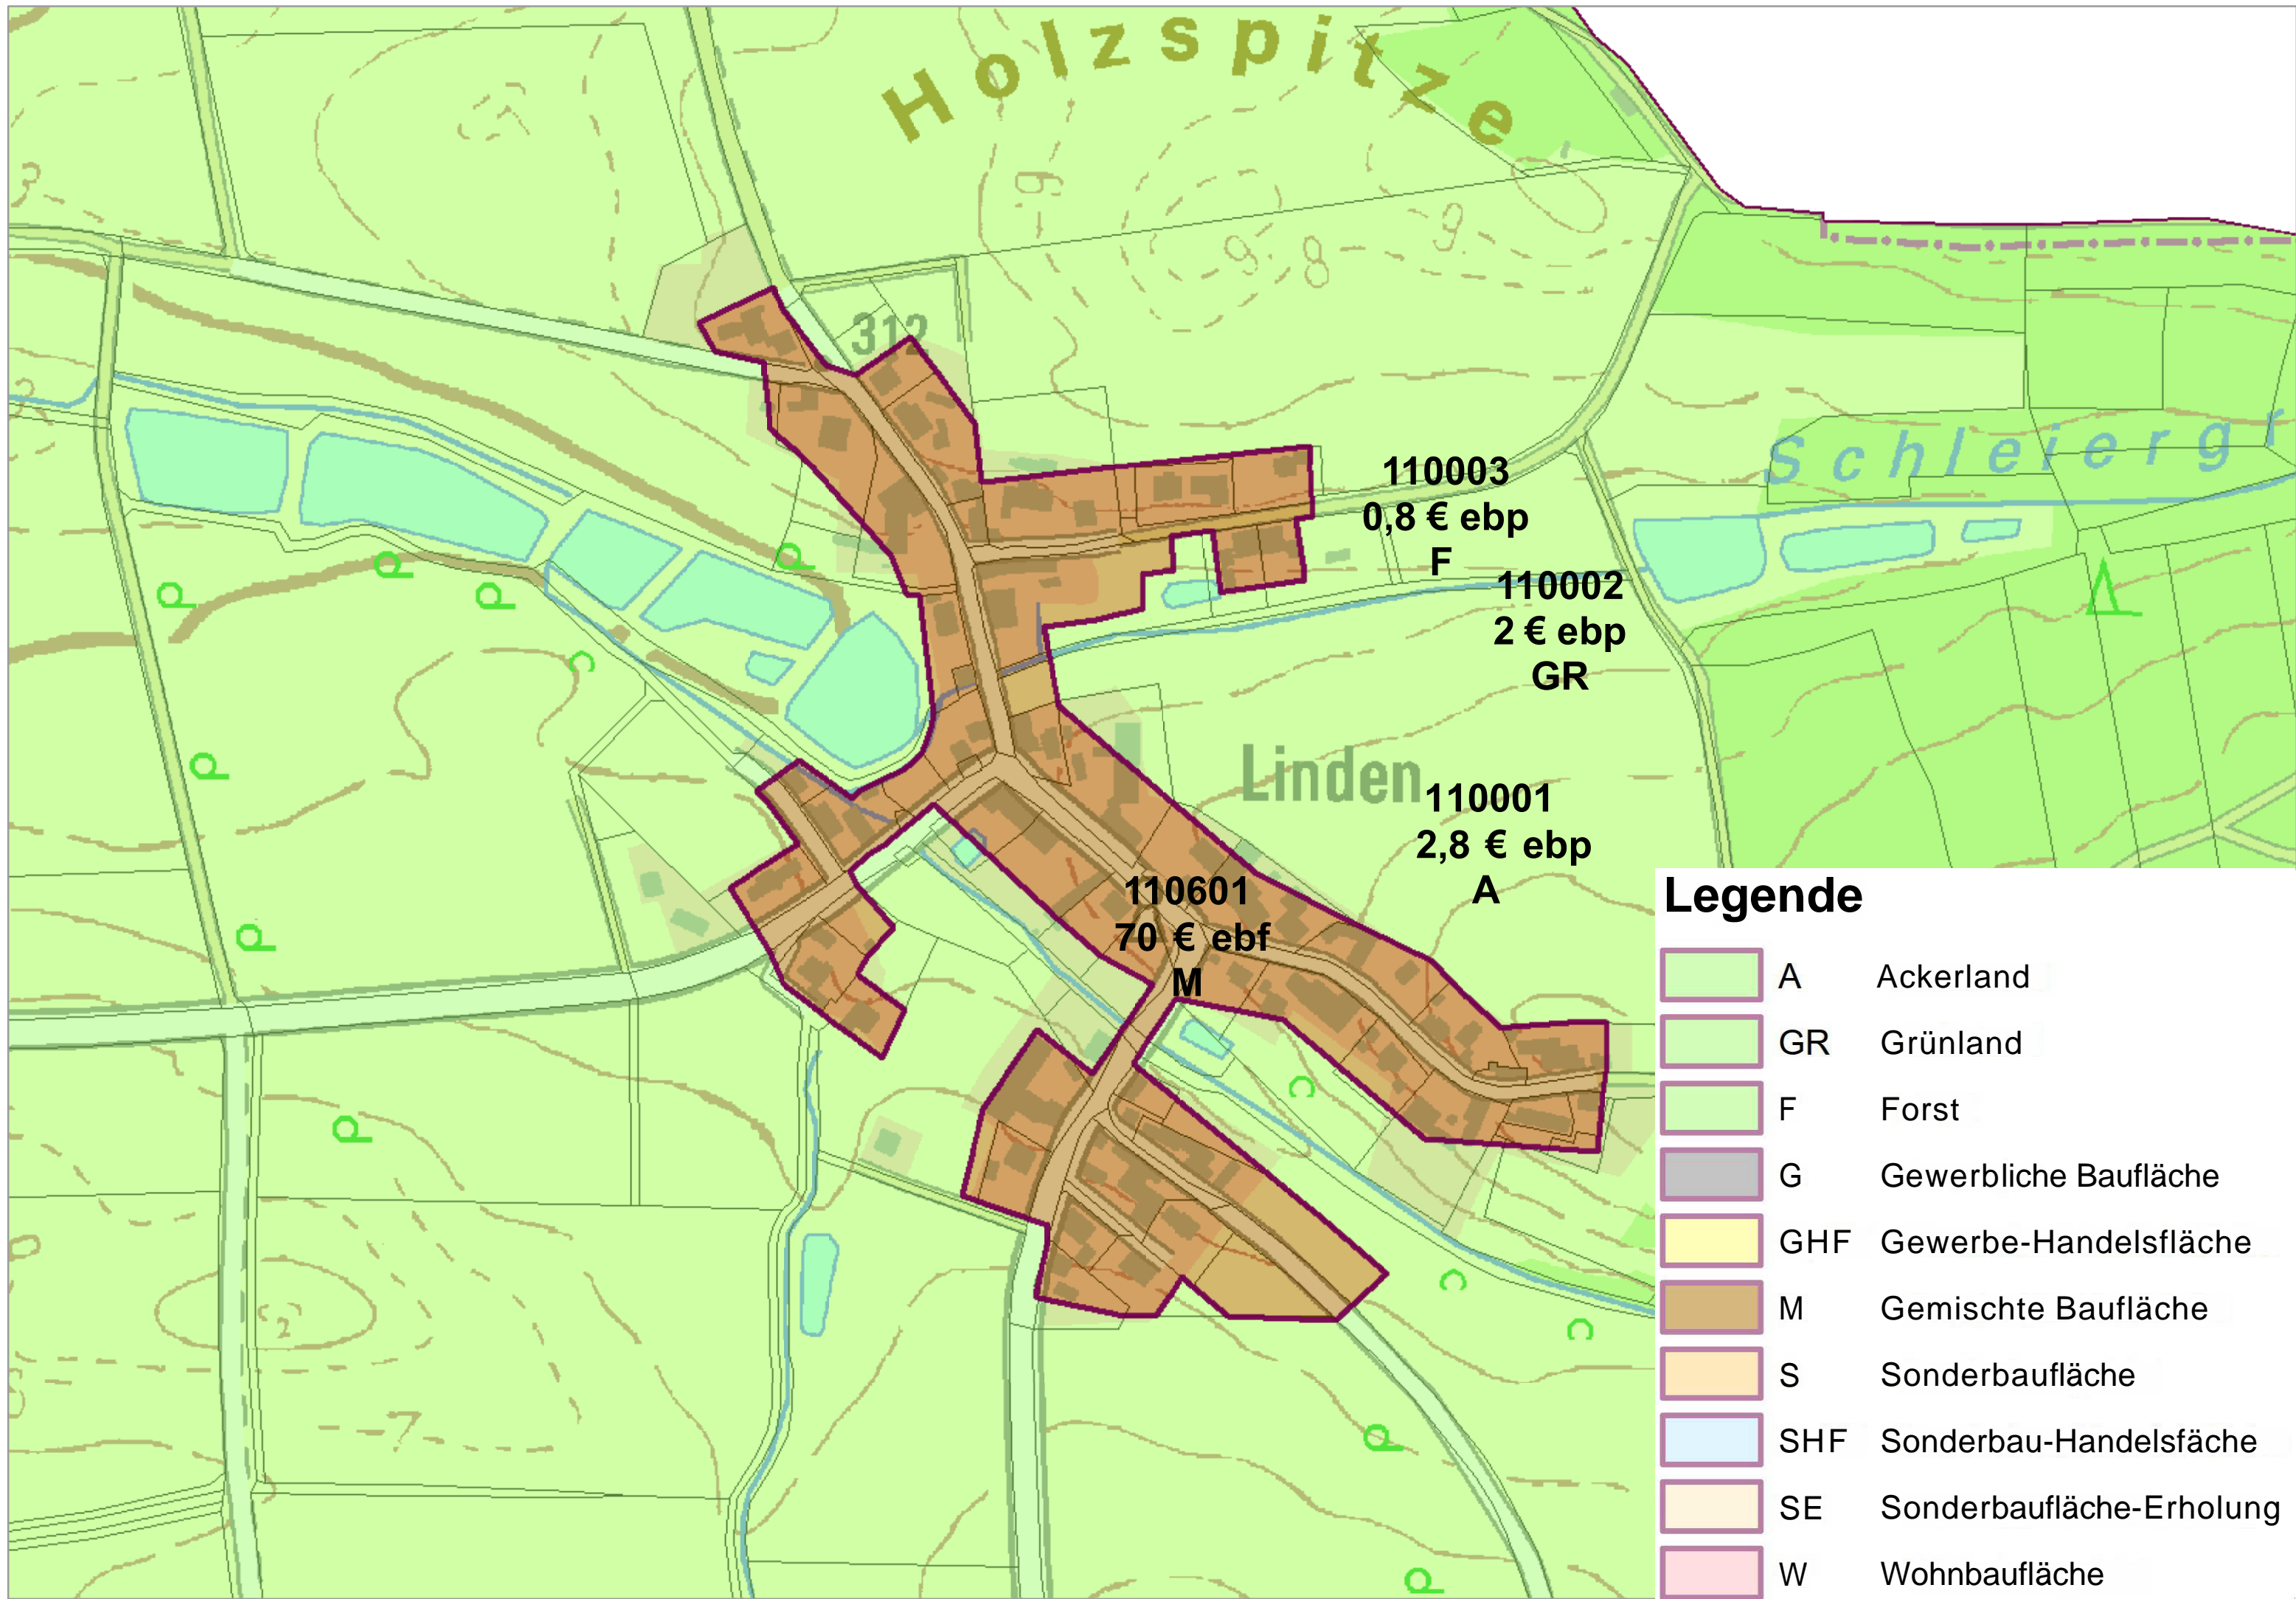 Holzspitze
312
110003
0,8 € ebp
F
Schleiergr
110002
2 € ebp
GR
Linden
110001
2,8 € ebp
A
110601
70 € ebf
M
Legende
A Ackerland
GR Grünland
F Forst
G Gewerbliche Baufläche
GHF Gewerbe-Handelsfläche
M Gemischte Baufläche
S Sonderbaufläche
SHF Sonderbau-Handelsfäche
SE Sonderbaufläche-Erholung
W Wohnbaufläche